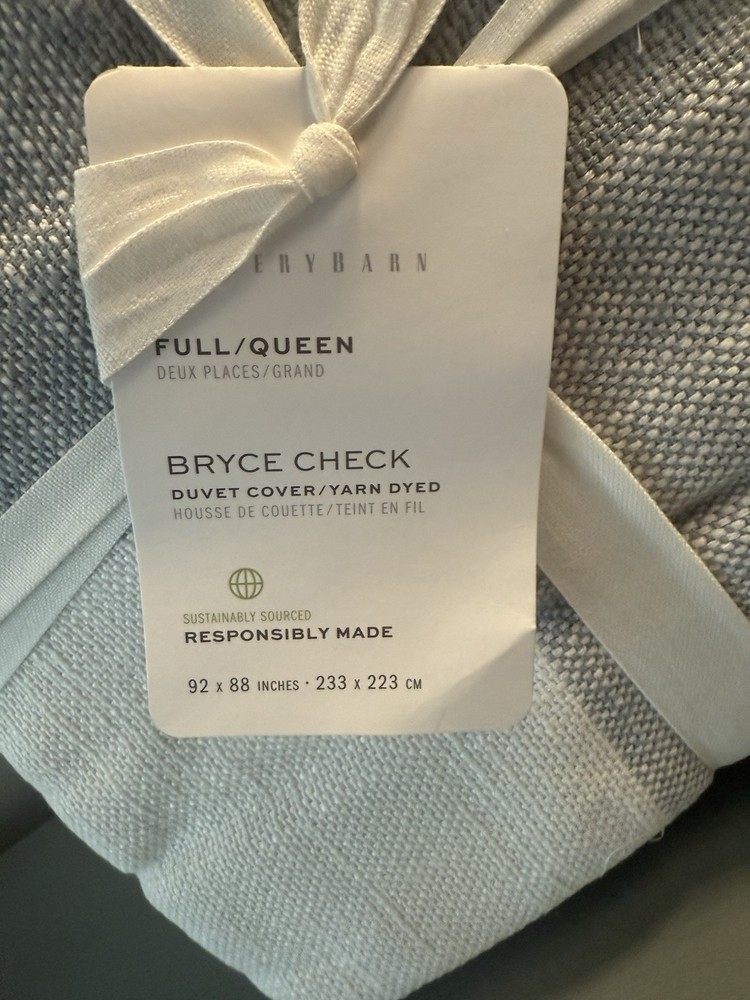 ERYBARN
FULL/QUEEN
DEUX PLACES/GRAND
BRYCE CHECK
DUVET COVER/YARN DYED
HOUSSE DE COUETTE/TEINT EN FIL
SUSTAINABLY SOURCED
RESPONSIBLY MADE
92 x 88 INCHES · 233 x 223 CM